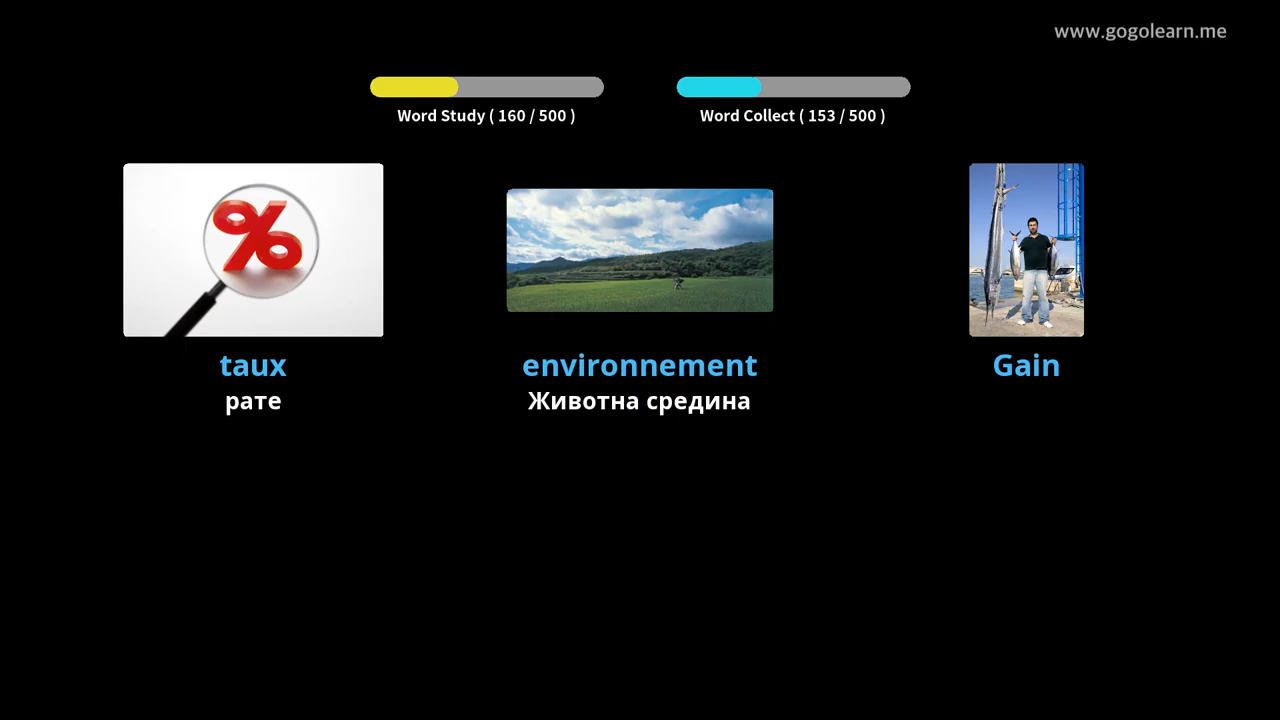 www.gogolearn.me
Word Study ( 160 / 500 )
Word Collect ( 153 / 500 )
%
taux
рате
environnement
Животна средина
Gain